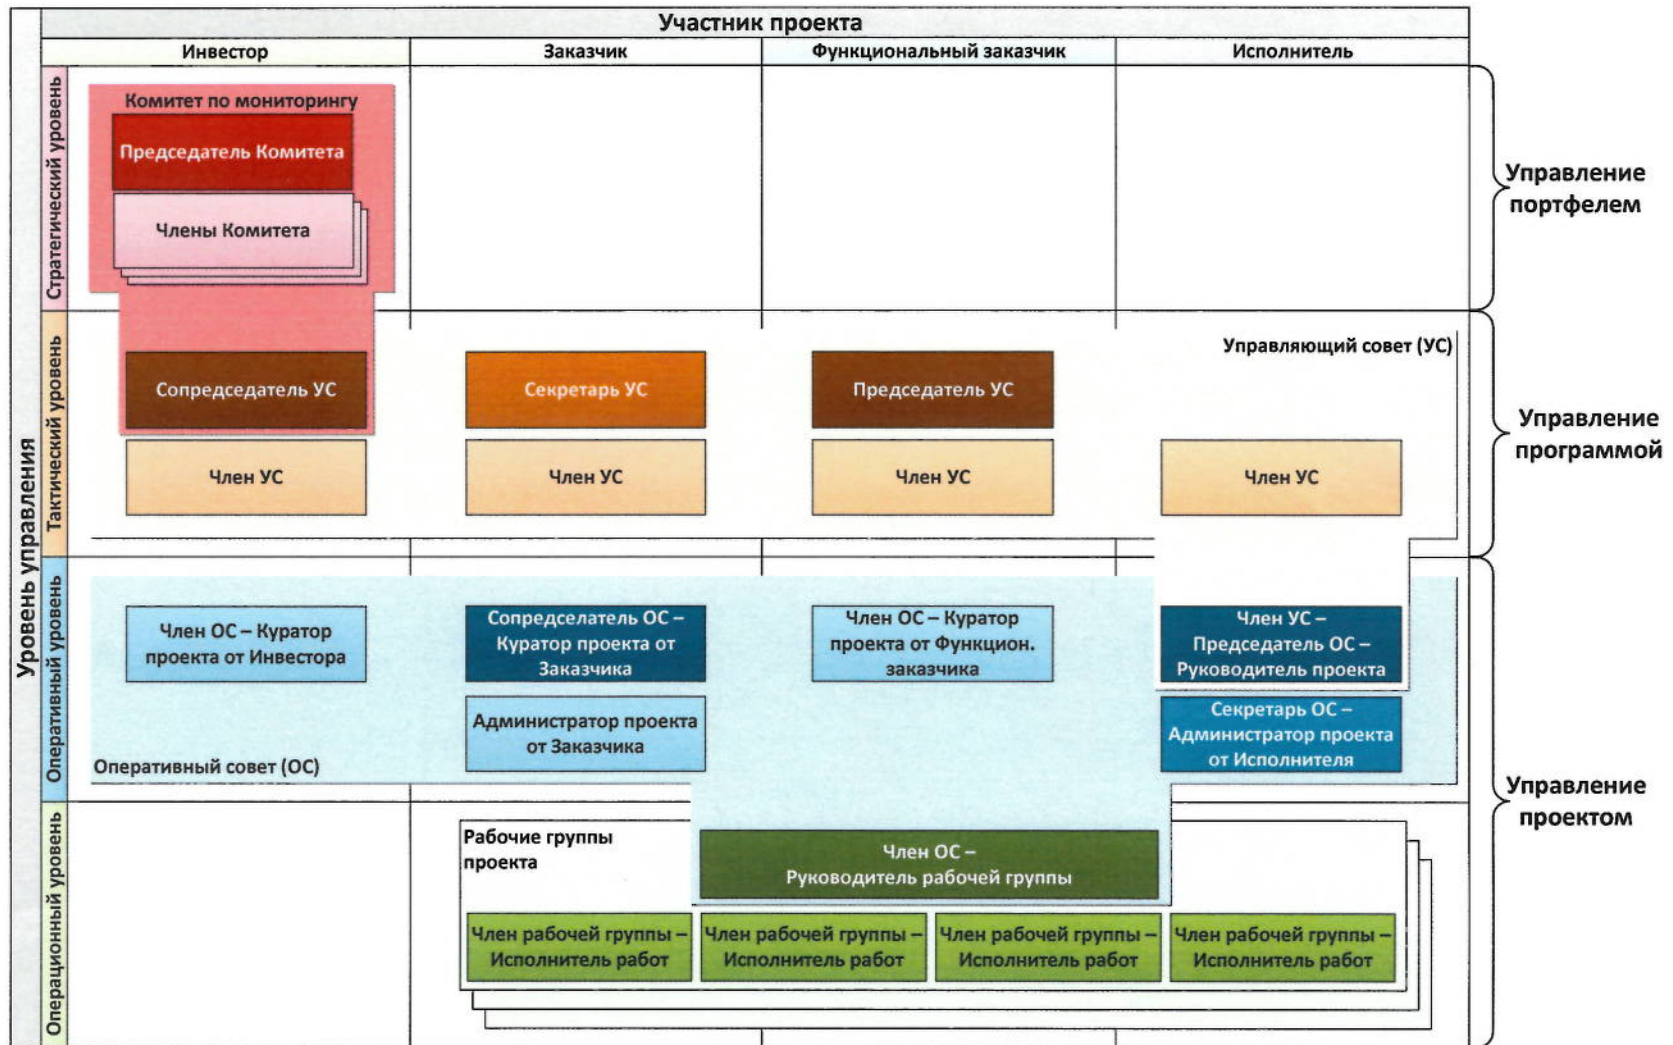 Участник проекта
Инвестор
Заказчик
Функциональный заказчик
Исполнитель
Уровень управления
Стратегический уровень
Комитет по мониторингу
Председатель Комитета
Члены Комитета
Управление
портфелем
Тактический уровень
Управляющий совет (УС)
Сопредседатель УС
Секретарь УС
Председатель УС
Член УС
Член УС
Член УС
Член УС
Управление
программой
Оперативный уровень
Член ОС – Куратор
проекта от Инвестора
Сопредселатель ОС –
Куратор проекта от
Заказчика
Член ОС – Куратор
проекта от Функцион.
заказчика
Член УС –
Председатель ОС –
Руководитель проекта
Администратор проекта
от Заказчика
Секретарь ОС –
Администратор проекта
от Исполнителя
Оперативный совет (ОС)
Управление
проектом
Операционный уровень
Рабочие группы
проекта
Член ОС –
Руководитель рабочей группы
Член рабочей группы –
Исполнитель работ
Член рабочей группы –
Исполнитель работ
Член рабочей группы –
Исполнитель работ
Член рабочей группы –
Исполнитель работ